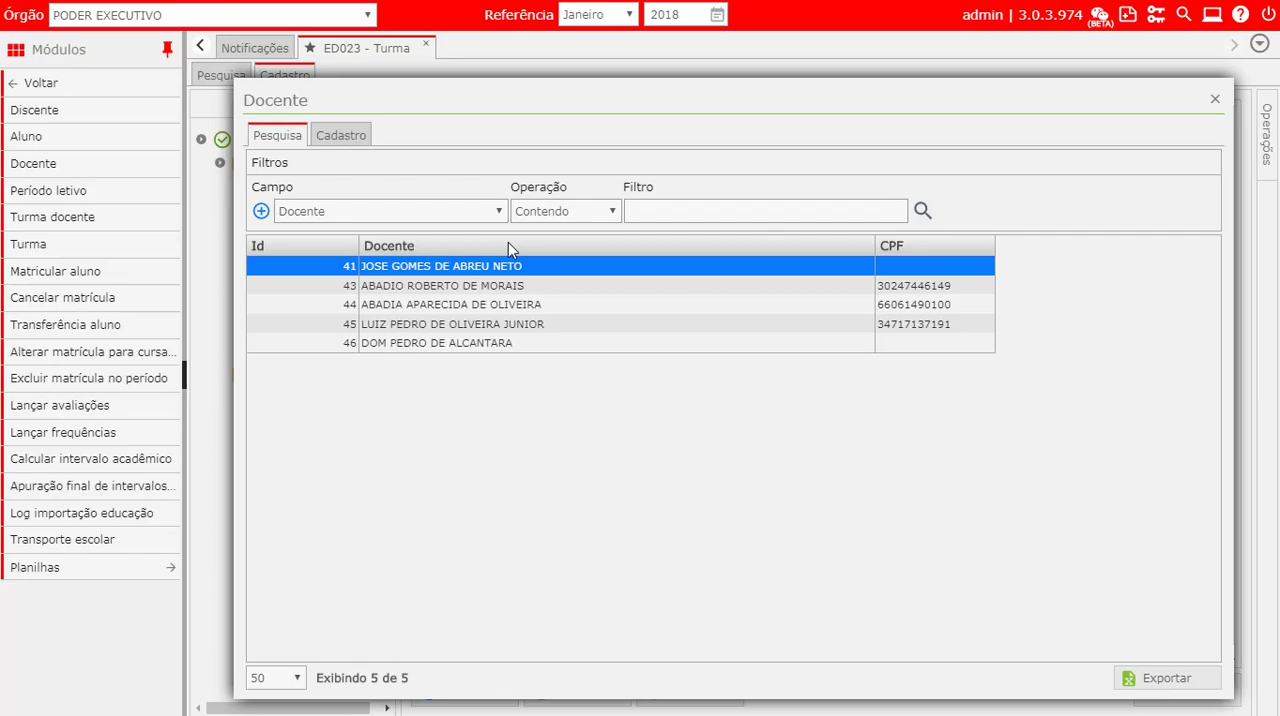 Órgão PODER EXECUTIVO Referência Janeiro 2018 admin | 3.0.3.974 (BETA)
Módulos
Voltar
Discente
Aluno
Docente
Período letivo
Turma docente
Turma
Matricular aluno
Cancelar matrícula
Transferência aluno
Alterar matrícula para cursa...
Excluir matrícula no período
Lançar avaliações
Lançar frequências
Calcular intervalo acadêmico
Apuração final de intervalos...
Log importação educação
Transporte escolar
Planilhas
Notificações ED023 - Turma
Pesquisa Cadastro
Docente
Pesquisa Cadastro
Filtros
Campo Operação Filtro
Docente Contendo
Id Docente CPF
41 JOSE GOMES DE ABREU NETO
43 ABADIO ROBERTO DE MORAIS 30247446149
44 ABADIA APARECIDA DE OLIVEIRA 66061490100
45 LUIZ PEDRO DE OLIVEIRA JUNIOR 34717137191
46 DOM PEDRO DE ALCANTARA
50 Exibindo 5 de 5 Exportar
Operações